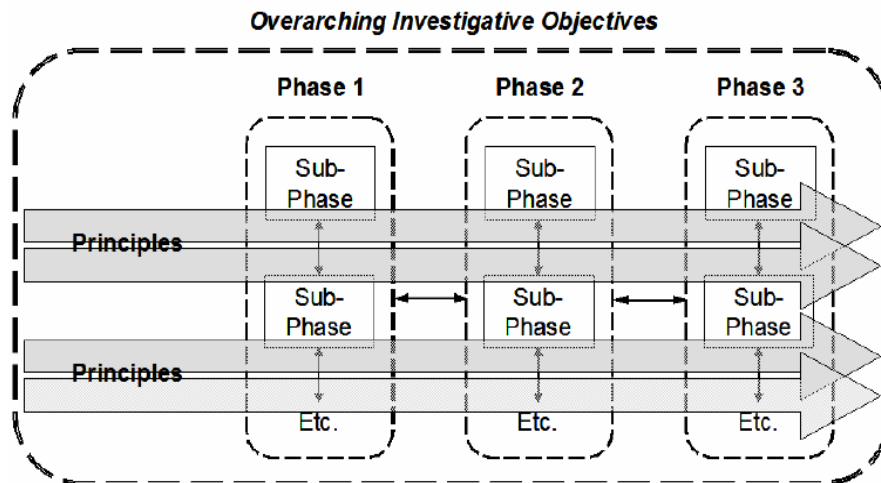 Overarching Investigative Objectives
Phase 1
Phase 2
Phase 3
Sub-
Phase
Sub-
Phase
Sub-
Phase
Principles
Sub-
Phase
Sub-
Phase
Sub-
Phase
Principles
Etc.
Etc.
Etc.